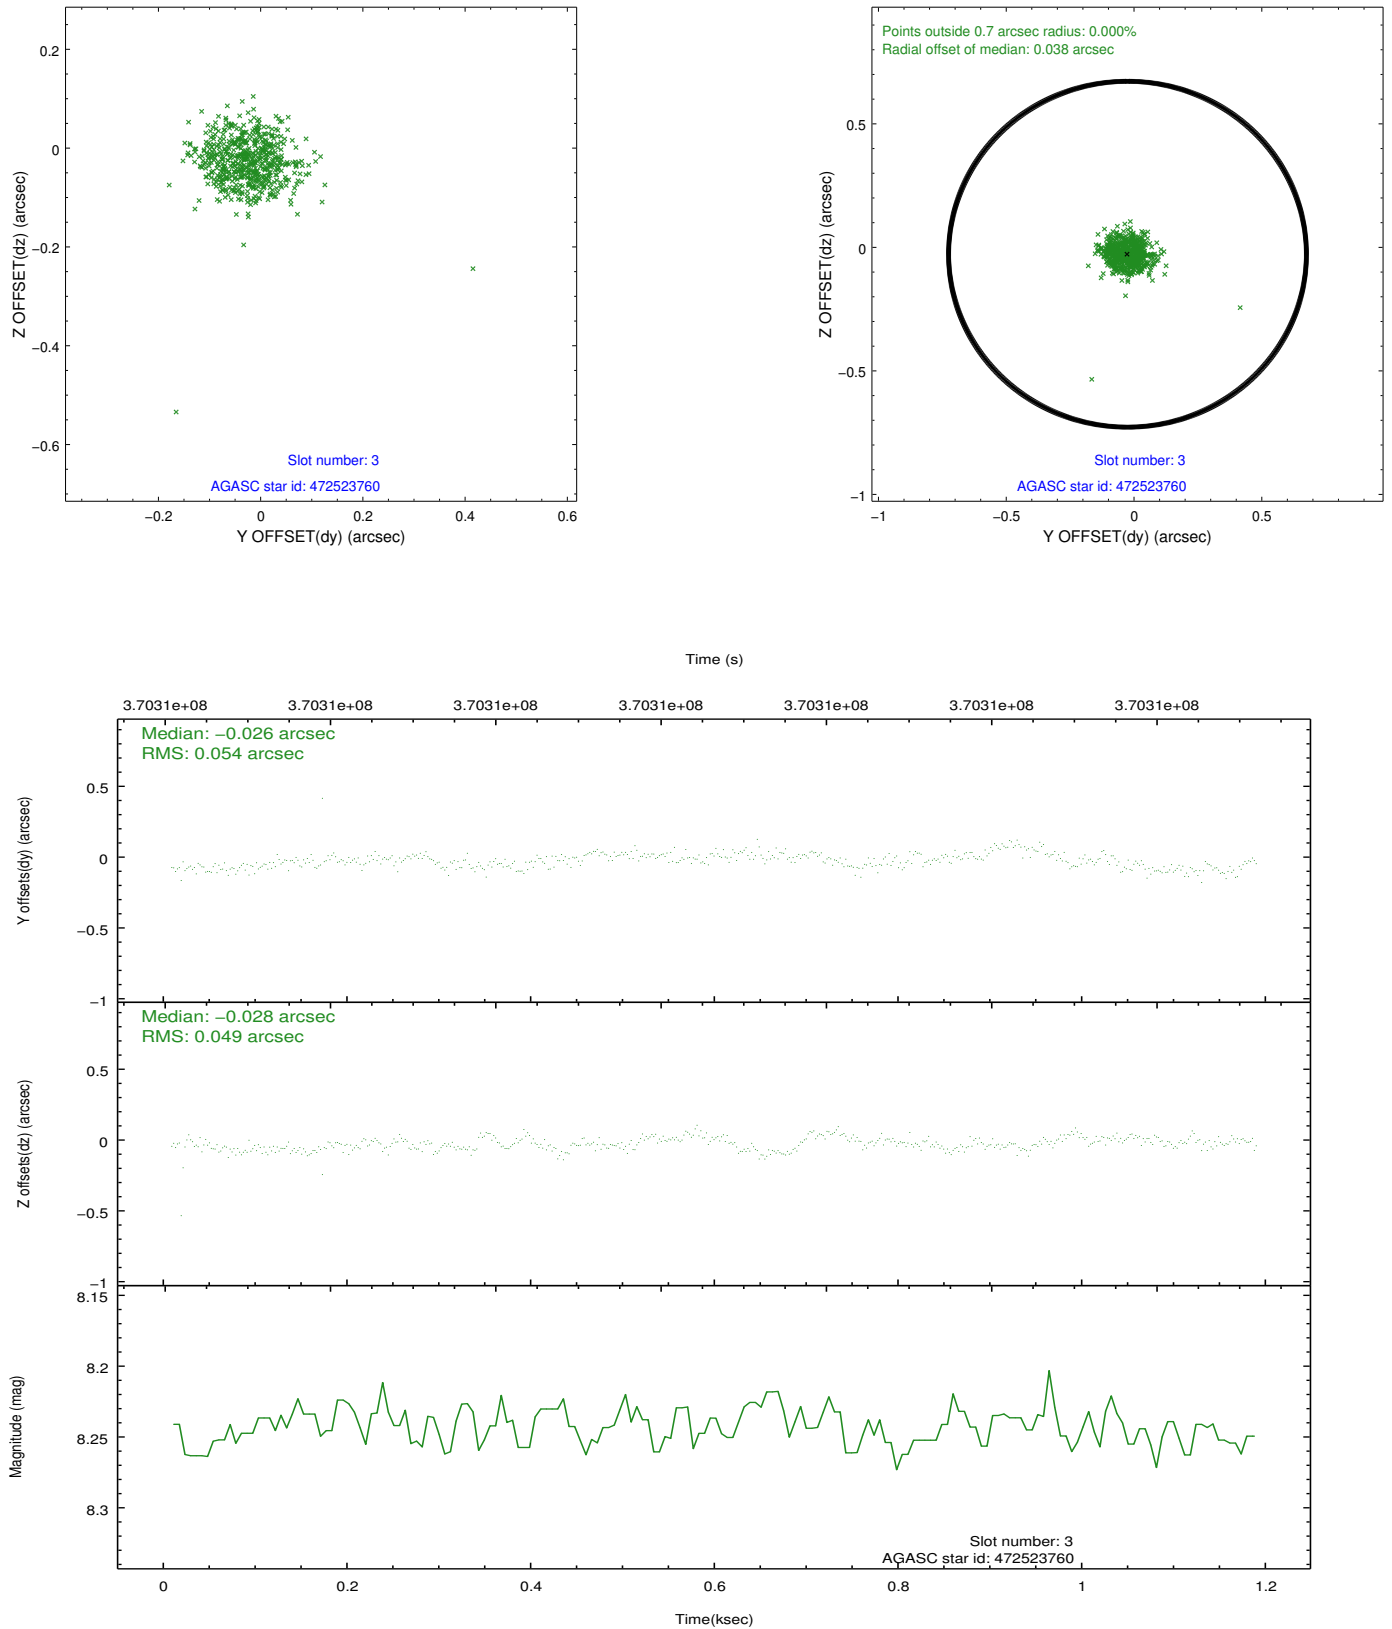 0.2
0
−0.2
−0.4
−0.6
Z OFFSET(dz) (arcsec)
Slot number: 3
AGASC star id: 472523760
−0.2 0 0.2 0.4 0.6
Y OFFSET(dy) (arcsec)
Points outside 0.7 arcsec radius: 0.000%
Radial offset of median: 0.038 arcsec
0.5
0
−0.5
−1
Z OFFSET(dz) (arcsec)
Slot number: 3
AGASC star id: 472523760
−1 −0.5 0 0.5
Y OFFSET(dy) (arcsec)
Time (s)
3.7031e+08 3.7031e+08 3.7031e+08 3.7031e+08 3.7031e+08 3.7031e+08 3.7031e+08
Median: −0.026 arcsec
RMS: 0.054 arcsec
0.5
0
−0.5
−1
Y offsets(dy) (arcsec)
Median: −0.028 arcsec
RMS: 0.049 arcsec
0.5
0
−0.5
−1
Z offsets(dz) (arcsec)
8.15
8.2
8.25
8.3
Magnitude (mag)
Slot number: 3
AGASC star id: 472523760
0 0.2 0.4 0.6 0.8 1 1.2
Time(ksec)